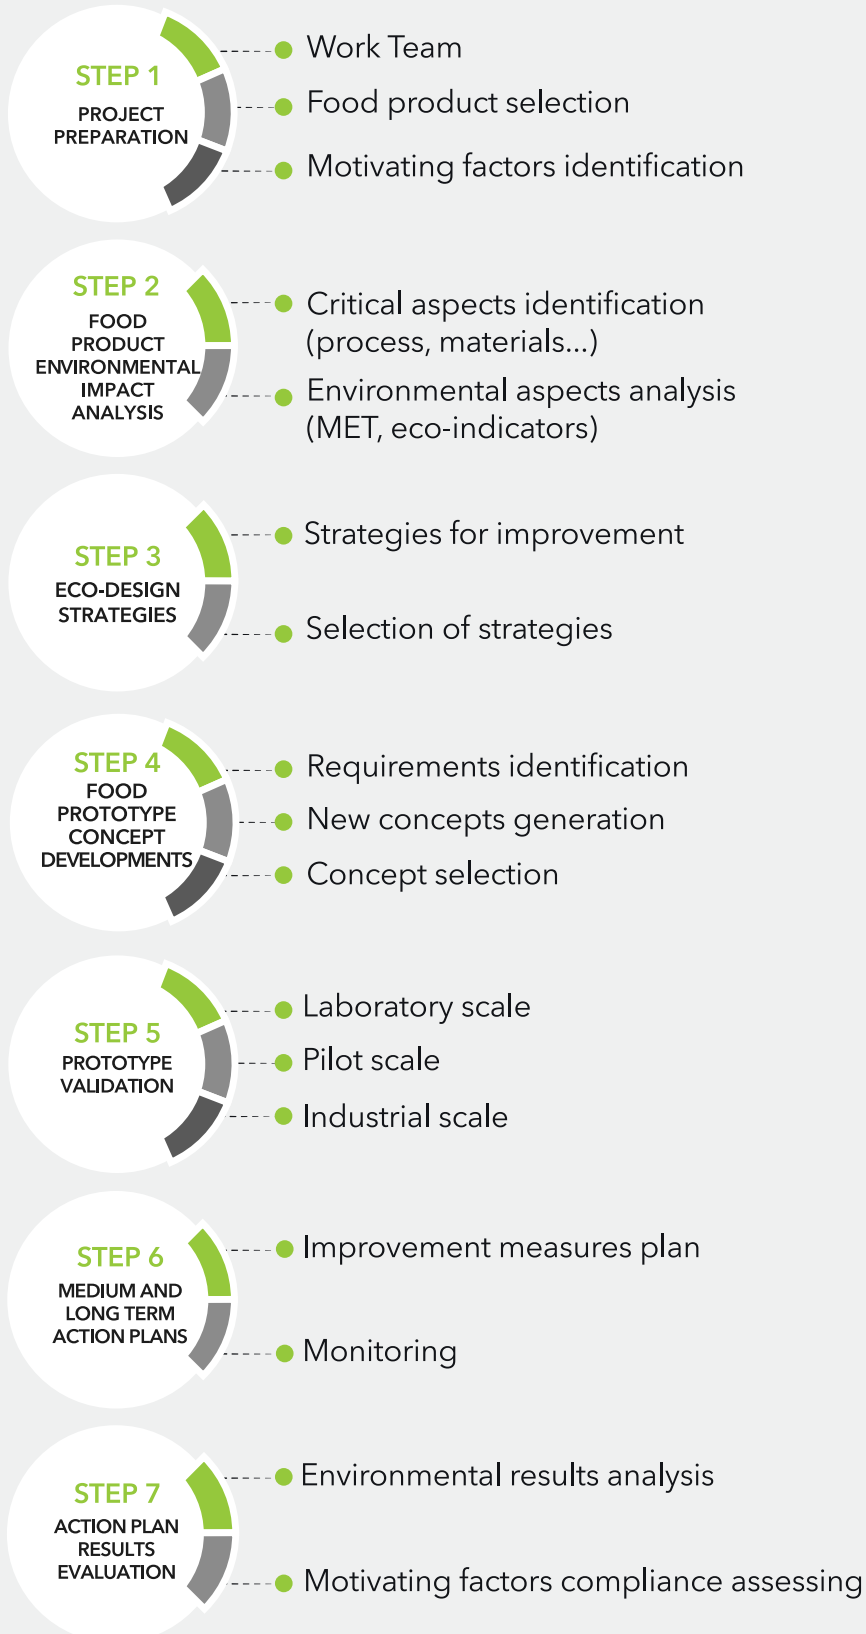 STEP 1
PROJECT
PREPARATION
Work Team
Food product selection
Motivating factors identification
STEP 2
FOOD
PRODUCT
ENVIRONMENTAL
IMPACT
ANALYSIS
Critical aspects identification
(process, materials...)
Environmental aspects analysis
(MET, eco-indicators)
STEP 3
ECO-DESIGN
STRATEGIES
Strategies for improvement
Selection of strategies
STEP 4
FOOD
PROTOTYPE
CONCEPT
DEVELOPMENTS
Requirements identification
New concepts generation
Concept selection
STEP 5
PROTOTYPE
VALIDATION
Laboratory scale
Pilot scale
Industrial scale
STEP 6
MEDIUM AND
LONG TERM
ACTION PLANS
Improvement measures plan
Monitoring
STEP 7
ACTION PLAN
RESULTS
EVALUATION
Environmental results analysis
Motivating factors compliance assessing